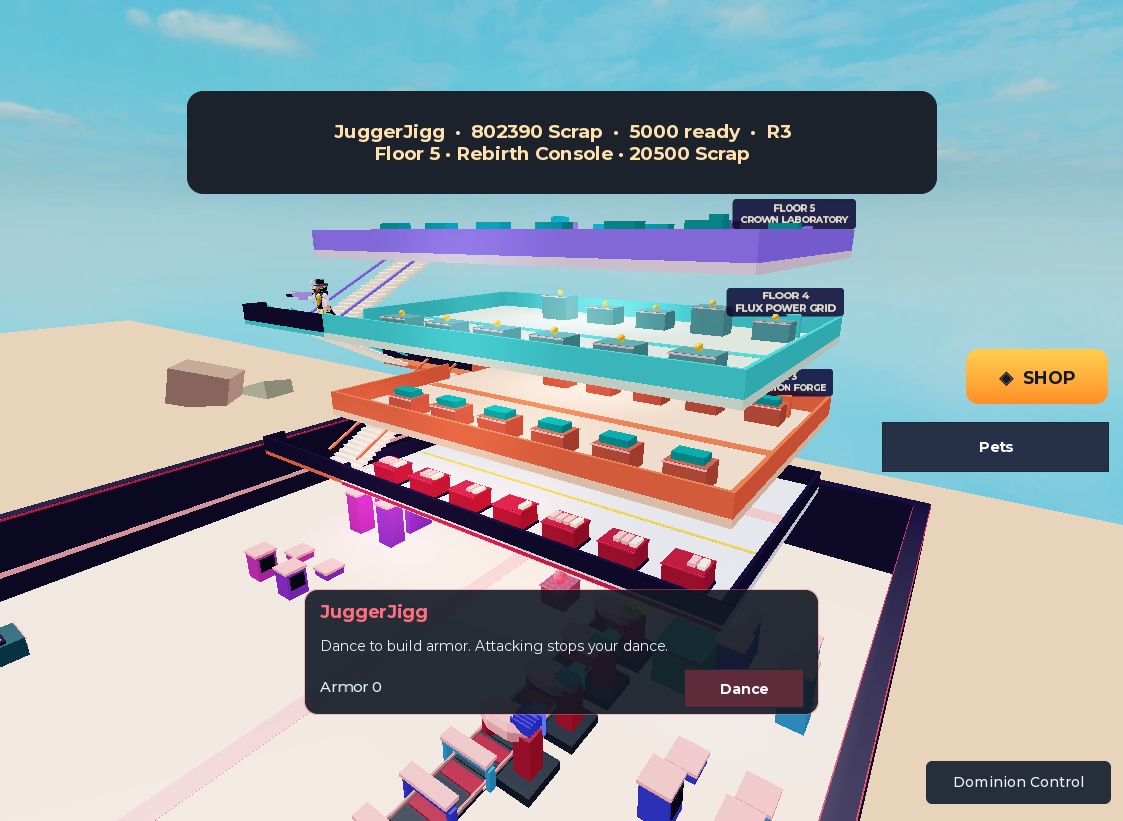 JuggerJigg · 802390 Scrap · 5000 ready · R3
Floor 5 · Rebirth Console · 20500 Scrap
FLOOR 5
CROWN LABORATORY
FLOOR 4
FLUX POWER GRID
FORGE
◈ SHOP
Pets
JuggerJigg
Dance to build armor. Attacking stops your dance.
Armor 0
Dance
Dominion Control